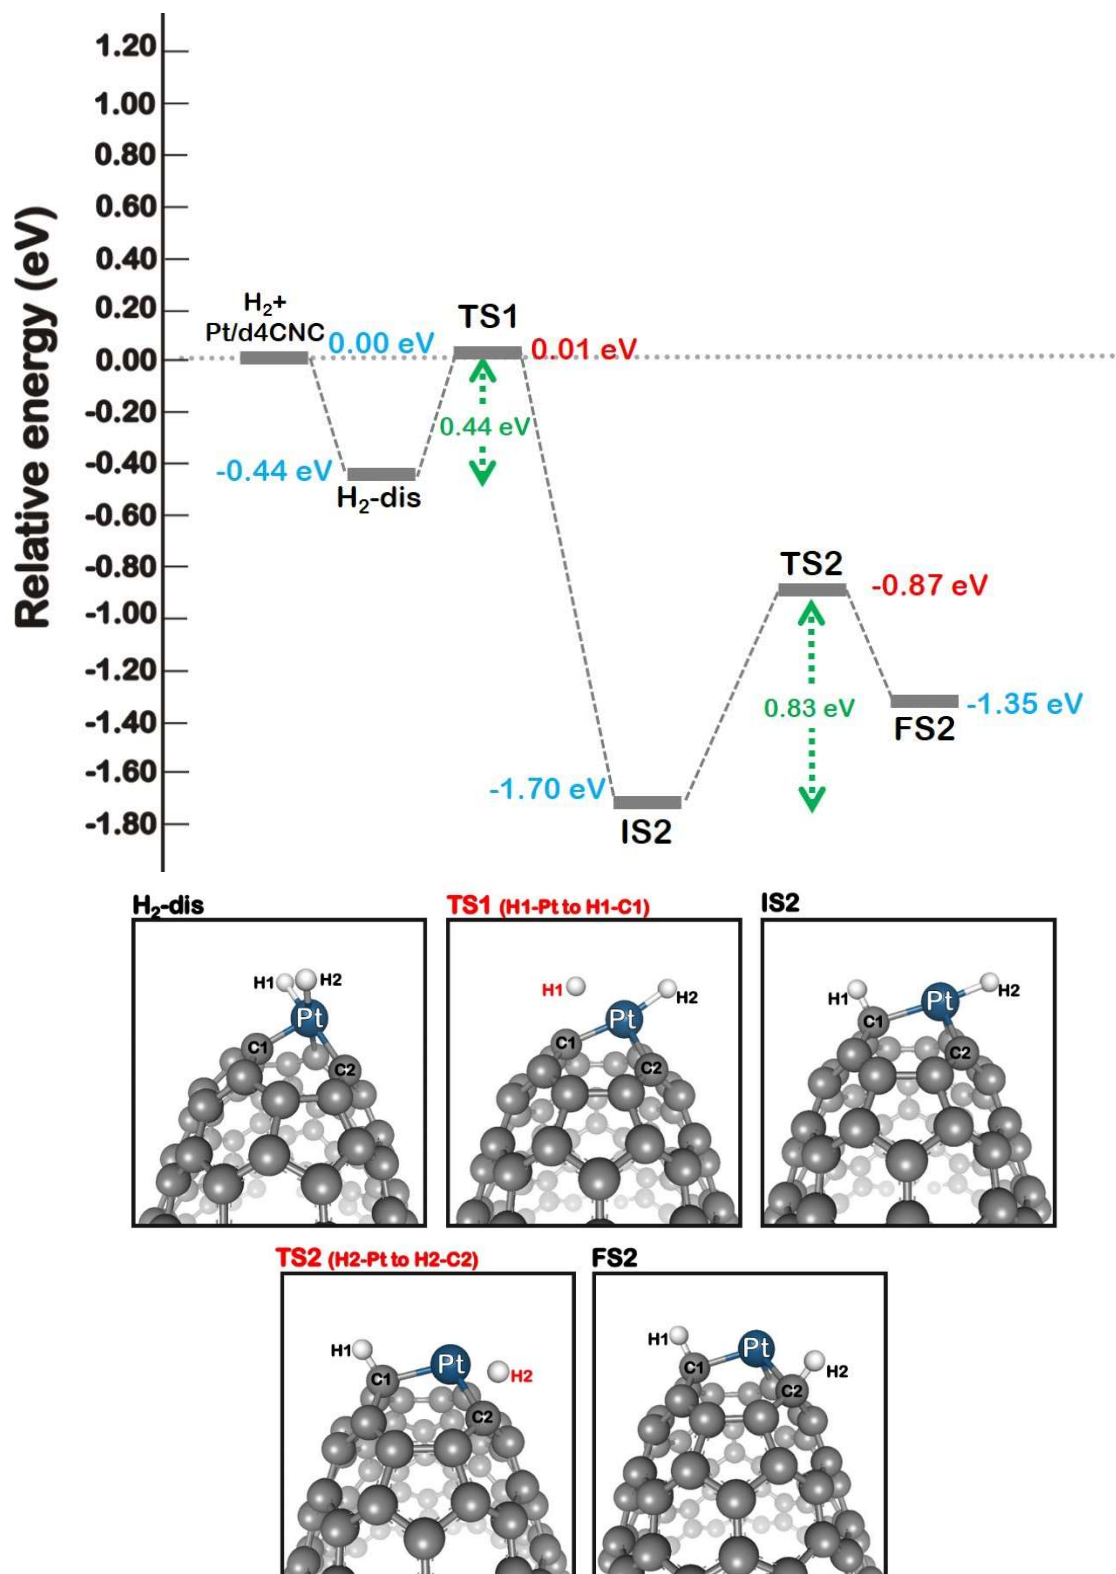 Relative energy (eV)
1.20
1.00
0.80
0.60
0.40
0.20
0.00
-0.20
-0.40
-0.60
-0.80
-1.00
-1.20
-1.40
-1.60
-1.80
H₂+
Pt/d4CNC
0.00 eV
TS1
0.01 eV
0.44 eV
-0.44 eV
H₂-dis
TS2
-0.87 eV
0.83 eV
-1.35 eV
FS2
-1.70 eV
IS2
H₂-dis
H1
H2
Pt
C1
C2
TS1 (H1-Pt to H1-C1)
H1
H2
Pt
C1
C2
IS2
H1
H2
Pt
C1
C2
TS2 (H2-Pt to H2-C2)
H1
Pt
H2
C1
C2
FS2
H1
Pt
C1
H2
C2